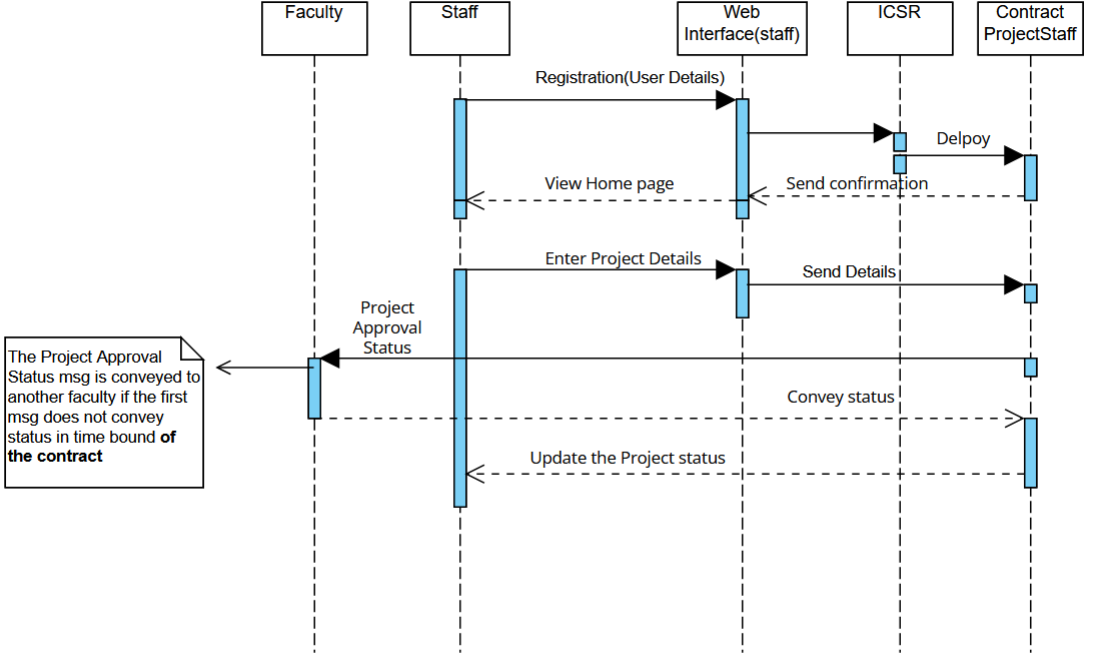 Faculty
Staff
Web
Interface(staff)
ICSR
Contract
ProjectStaff
Registration(User Details)
Delpoy
View Home page
Send confirmation
Enter Project Details
Send Details
Project
Approval
Status
The Project Approval
Status msg is conveyed to
another faculty if the first
msg does not convey
status in time bound of
the contract
Convey status
Update the Project status